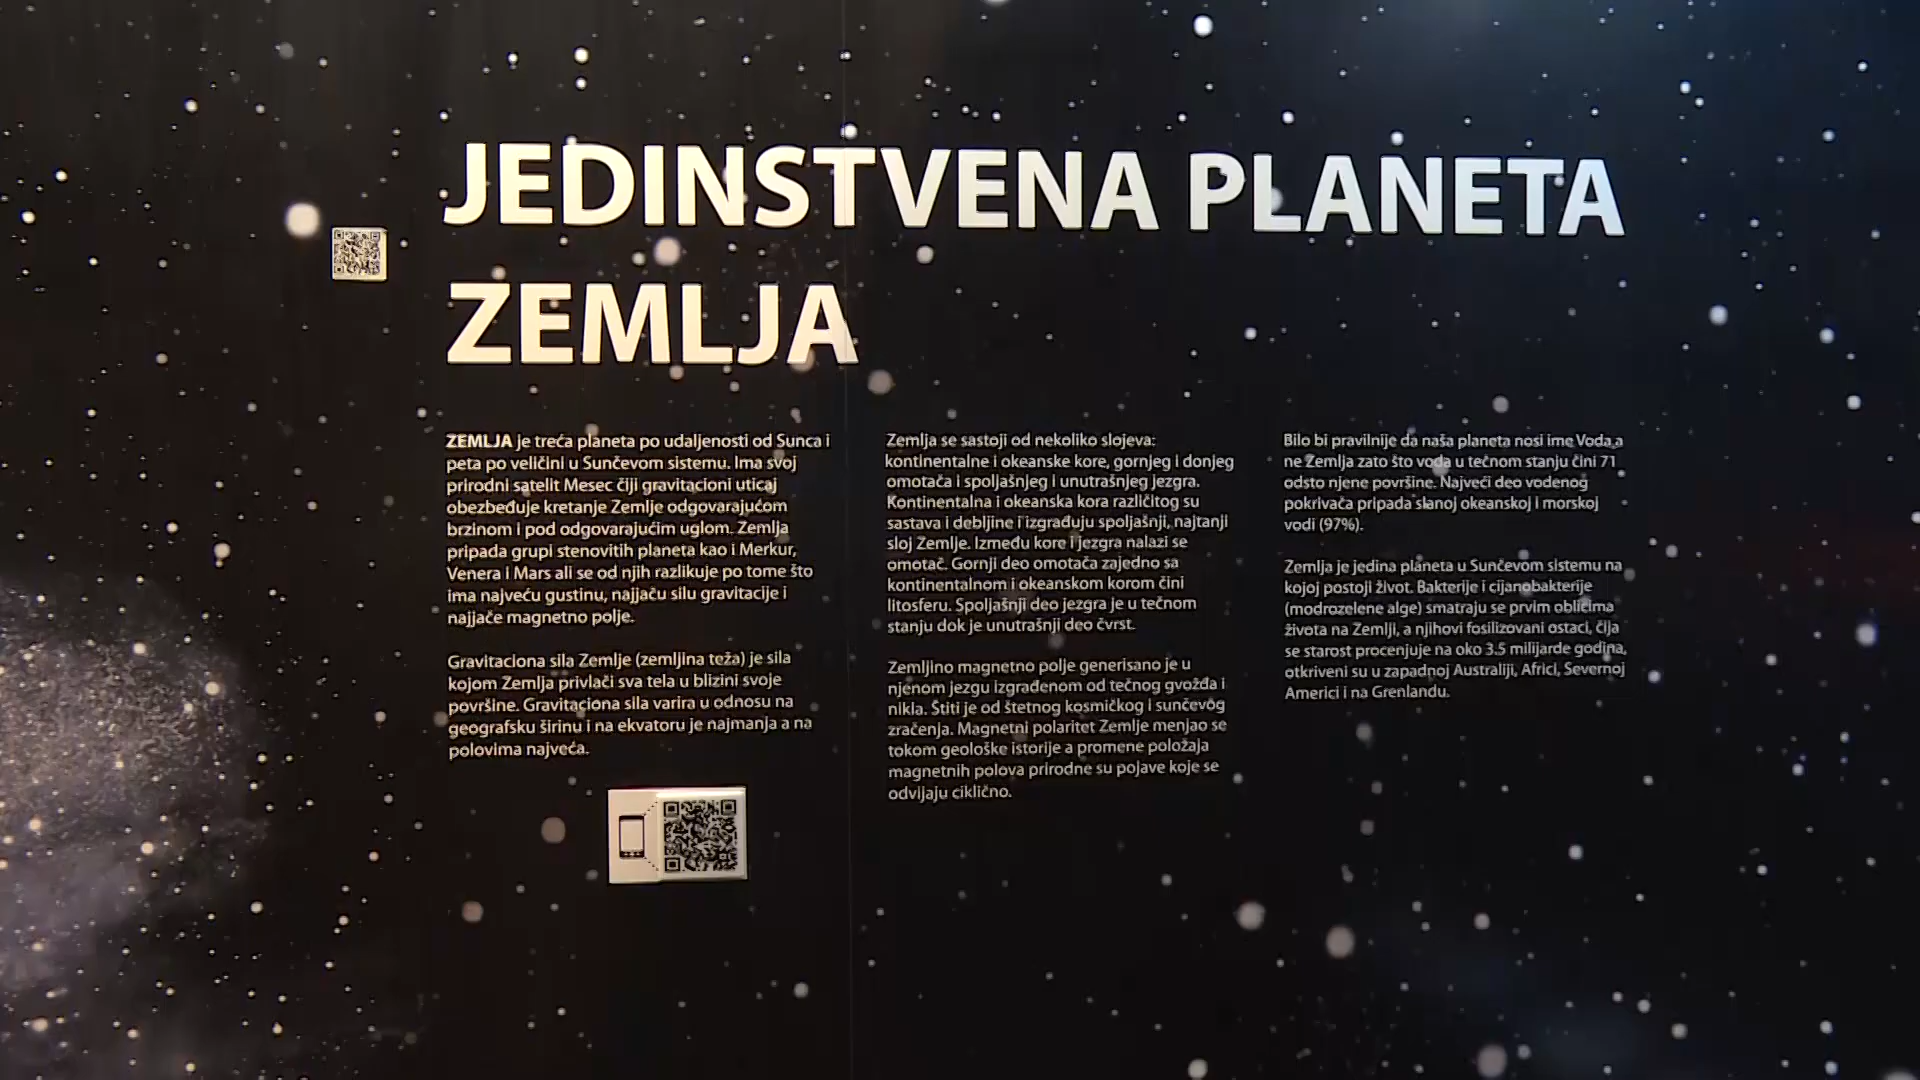 JEDINSTVENA PLANETA
ZEMLJA
ZEMLJA je treća planeta po udaljenosti od Sunca i
peta po veličini u Sunčevom sistemu. Ima svoj
prirodni satelit Mesec čiji gravitacioni uticaj
obezbeđuje kretanje Zemlje odgovarajućom
brzinom i pod odgovarajućim uglom. Zemlja
pripada grupi stenovitih planeta kao i Merkur,
Venera i Mars ali se od njih razlikuje po tome što
ima najveću gustinu, najjaču silu gravitacije i
najjače magnetno polje.
Gravitaciona sila Zemlje (zemljina teža) je sila
kojom Zemlja privlači sva tela u blizini svoje
površine. Gravitaciona sila varira u odnosu na
geografsku širinu i na ekvatoru je najmanja a na
polovima najveća.
Zemlja se sastoji od nekoliko slojeva:
kontinentalne i okeanske kore, gornjeg i donjeg
omotača i spoljašnjeg i unutrašnjeg jezgra.
Kontinentalna i okeanska kora različitog su
sastava i debljine i izgrađuju spoljašnji, najtanji
sloj Zemlje. Između kore i jezgra nalazi se
omotač. Gornji deo omotača zajedno sa
kontinentalnom i okeanskom korom čini
litosferu. Spoljašnji deo jezgra je u tečnom
stanju dok je unutrašnji deo čvrst.
Zemljino magnetno polje generisano je u
njenom jezgu izgrađenom od tečnog gvožđa i
nikla. Štiti je od štetnog kosmičkog i sunčevog
zračenja. Magnetni polaritet Zemlje menjao se
tokom geološke istorije a promene položaja
magnetnih polova prirodne su pojave koje se
odvijaju ciklično.
Bilo bi pravilnije da naša planeta nosi ime Voda a
ne Zemlja zato što voda u tečnom stanju čini 71
odsto njene površine. Najveći deo vodenog
pokrivača pripada slanoj okeanskoj i morskoj
vodi (97%).
Zemlja je jedina planeta u Sunčevom sistemu na
kojoj postoji život. Bakterije i cijanobakterije
(modrozelene alge) smatraju se prvim oblicima
života na Zemlji, a njihovi fosilizovani ostaci, čija
se starost procenjuje na oko 3.5 milijarde godina,
otkriveni su u zapadnoj Australiji, Africi, Severnoj
Americi i na Grenlandu.